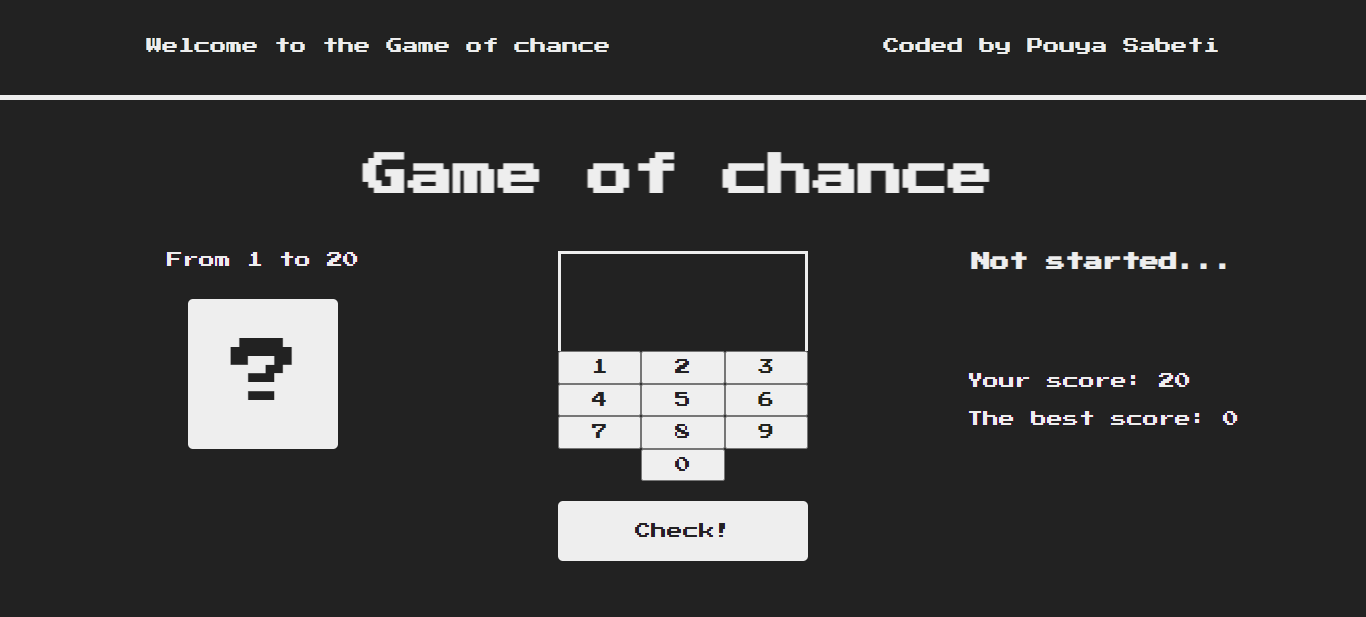 Welcome to the Game of chance
Coded by Pouya Sabeti
Game of chance
From 1 to 20
?
1 2 3
4 5 6
7 8 9
0
Check!
Not started...
Your score: 20
The best score: 0